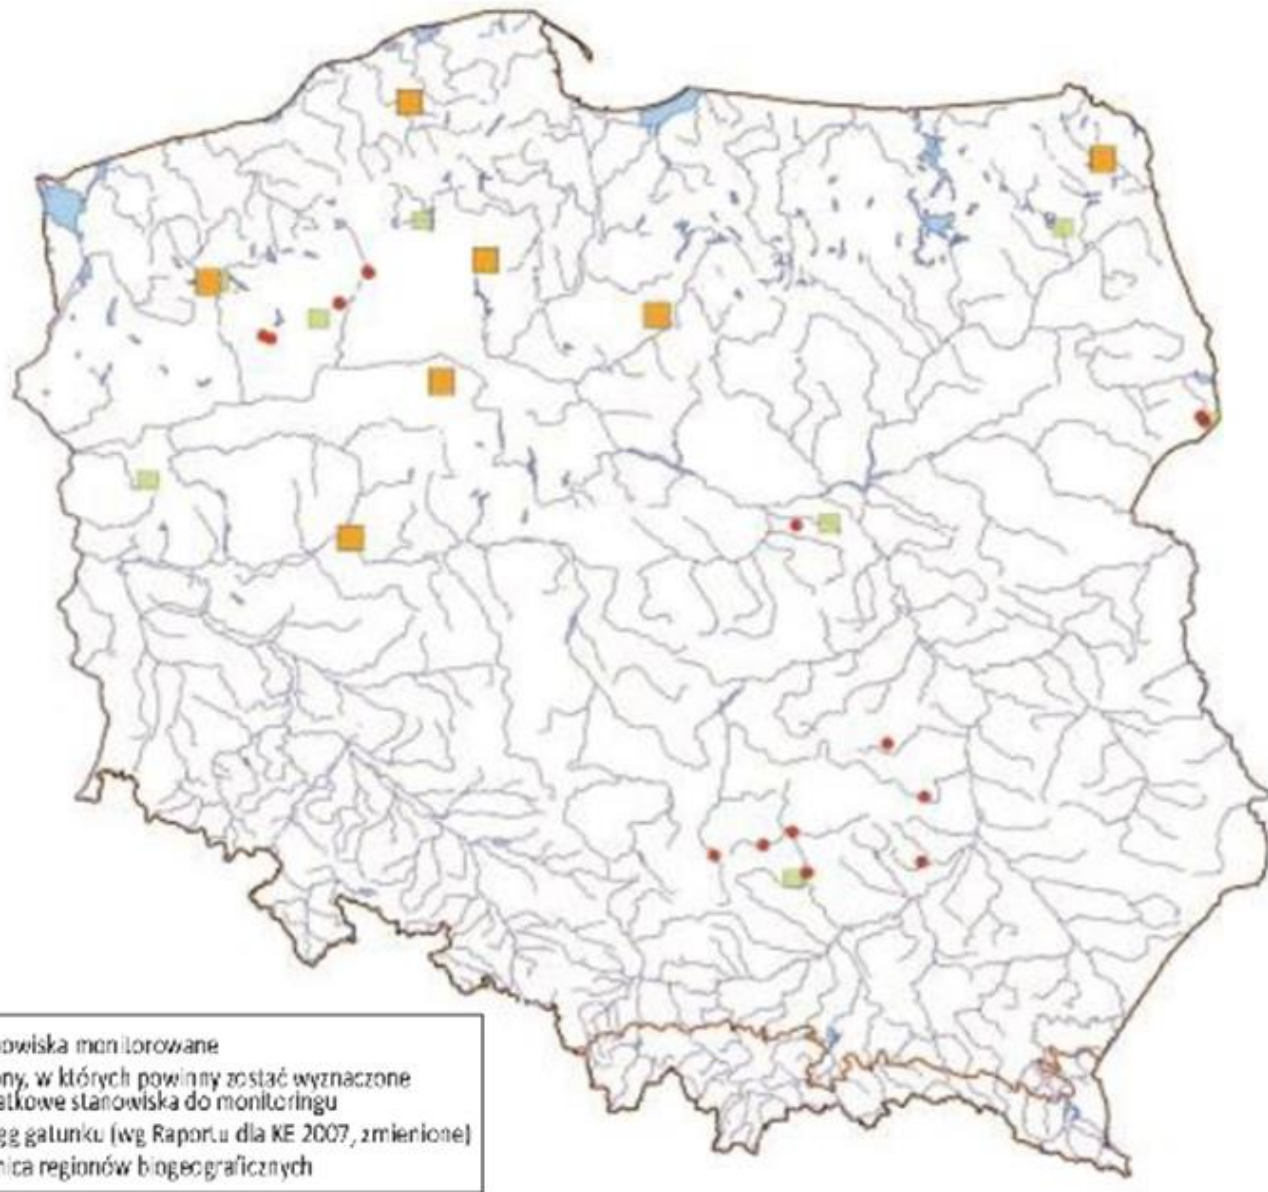 owiska monitorowane
ony, w których powinny zostać wyznaczone
atkowe stanowiska do monitoringu
ęg gatunku (wg Raportu dla KE 2007, zmienione)
nica regionów biogeograficznych